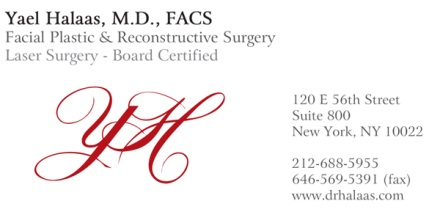 Yael Halaas, M.D., FACS
Facial Plastic & Reconstructive Surgery
Laser Surgery - Board Certified
YH
120 E 56th Street
Suite 800
New York, NY 10022
212-688-5955
646-569-5391 (fax)
www.drhalaas.com